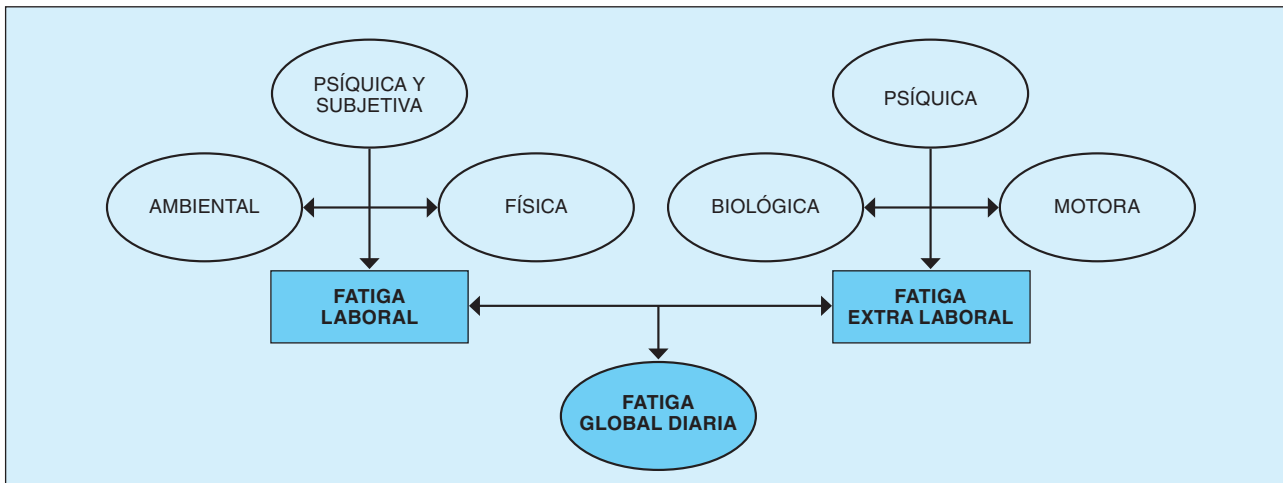 PSÍQUICA Y
SUBJETIVA
PSÍQUICA
AMBIENTAL
FÍSICA
BIOLÓGICA
MOTORA
FATIGA
LABORAL
FATIGA
EXTRA LABORAL
FATIGA
GLOBAL DIARIA